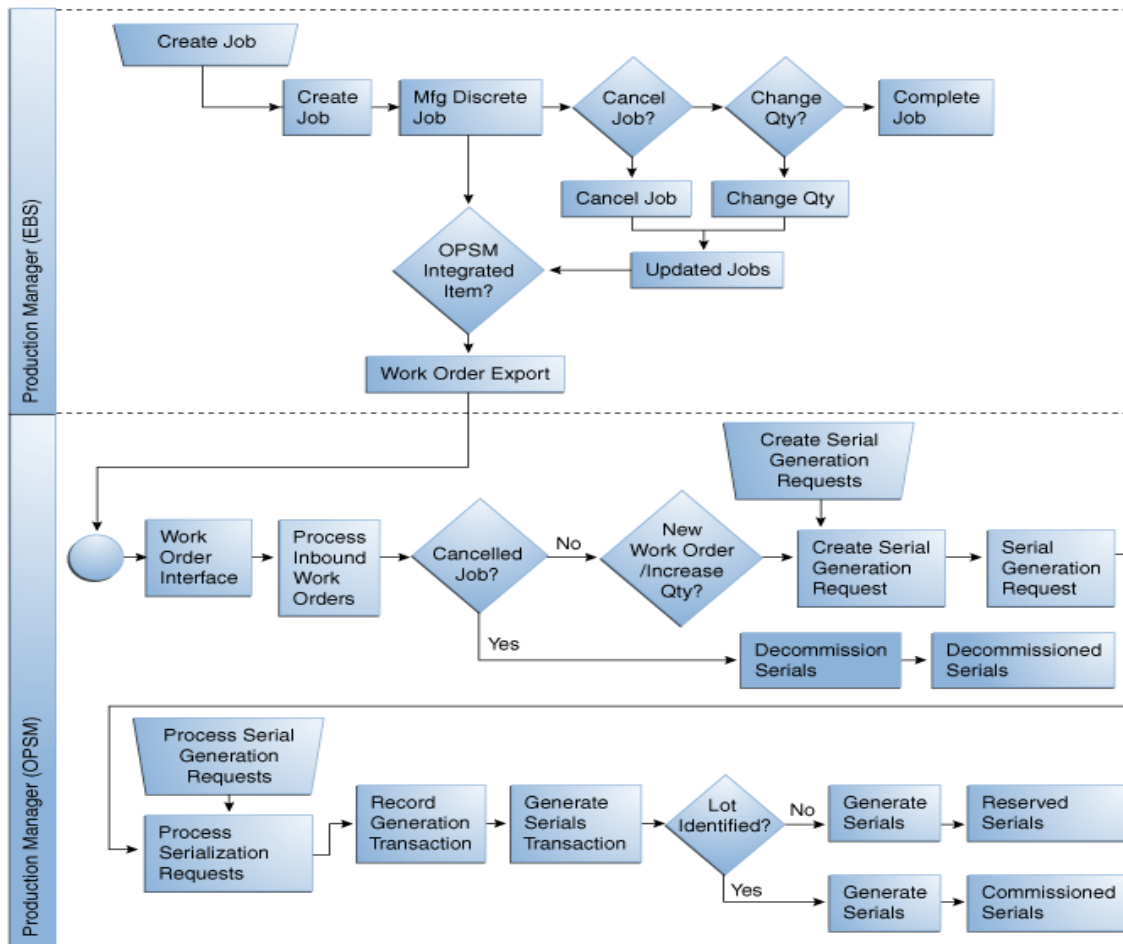 Production Manager (EBS)
Create Job
Create
Job
Mfg Discrete
Job
Cancel
Job?
Change
Qty?
Complete
Job
Cancel Job
Change Qty
OPSM
Integrated
Item?
Updated Jobs
Work Order Export
Production Manager (OPSM)
Create Serial
Generation
Requests
Work
Order
Interface
Process
Inbound
Work
Orders
Cancelled
Job?
No
New
Work Order
/Increase
Qty?
Create Serial
Generation
Request
Serial
Generation
Request
Yes
Decommission
Serials
Decommissioned
Serials
Process Serial
Generation
Requests
Process
Serialization
Requests
Record
Generation
Transaction
Generate
Serials
Transaction
Lot
Identified?
No
Generate
Serials
Reserved
Serials
Yes
Generate
Serials
Commissioned
Serials